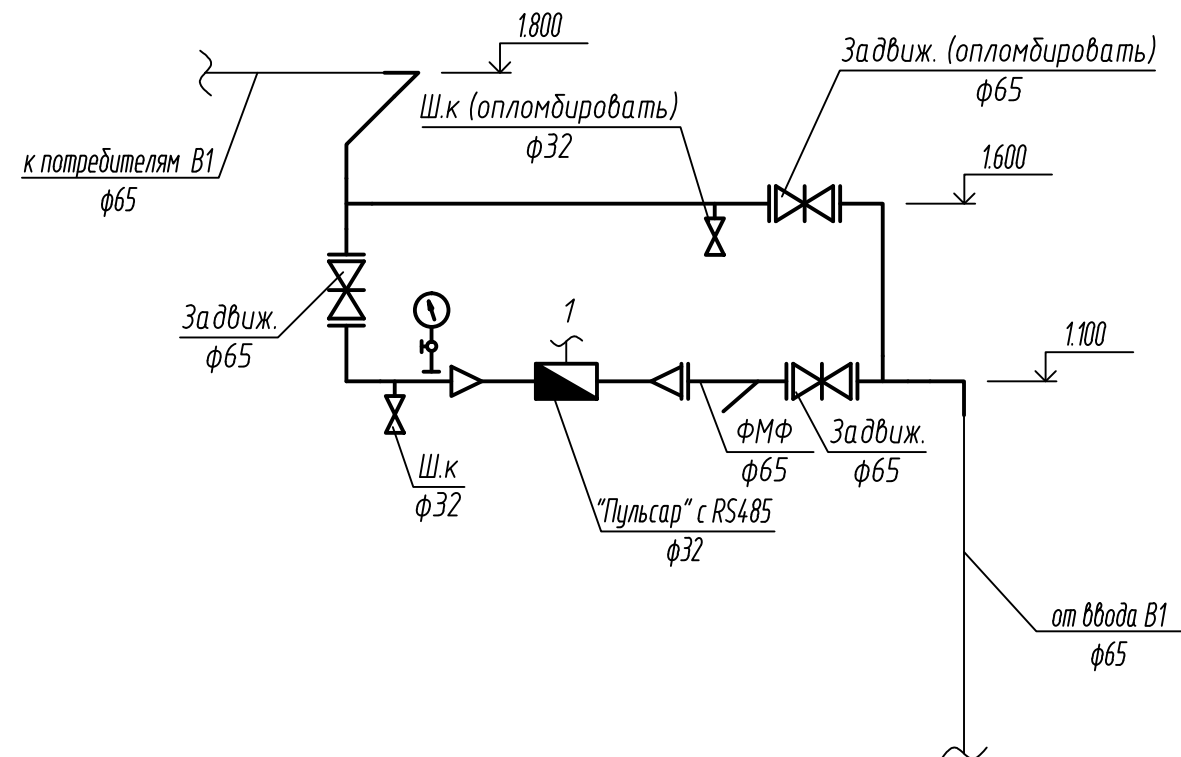 1.800
Задвиж. (опломбировать)
ф65
Ш.к (опломбировать)
ф32
к потребителям В1
ф65
1.600
Задвиж.
ф65
1
1.100
ФМФ
ф65
Задвиж.
ф65
Ш.к
ф32
"Пульсар" с RS485
ф32
от ввода В1
ф65